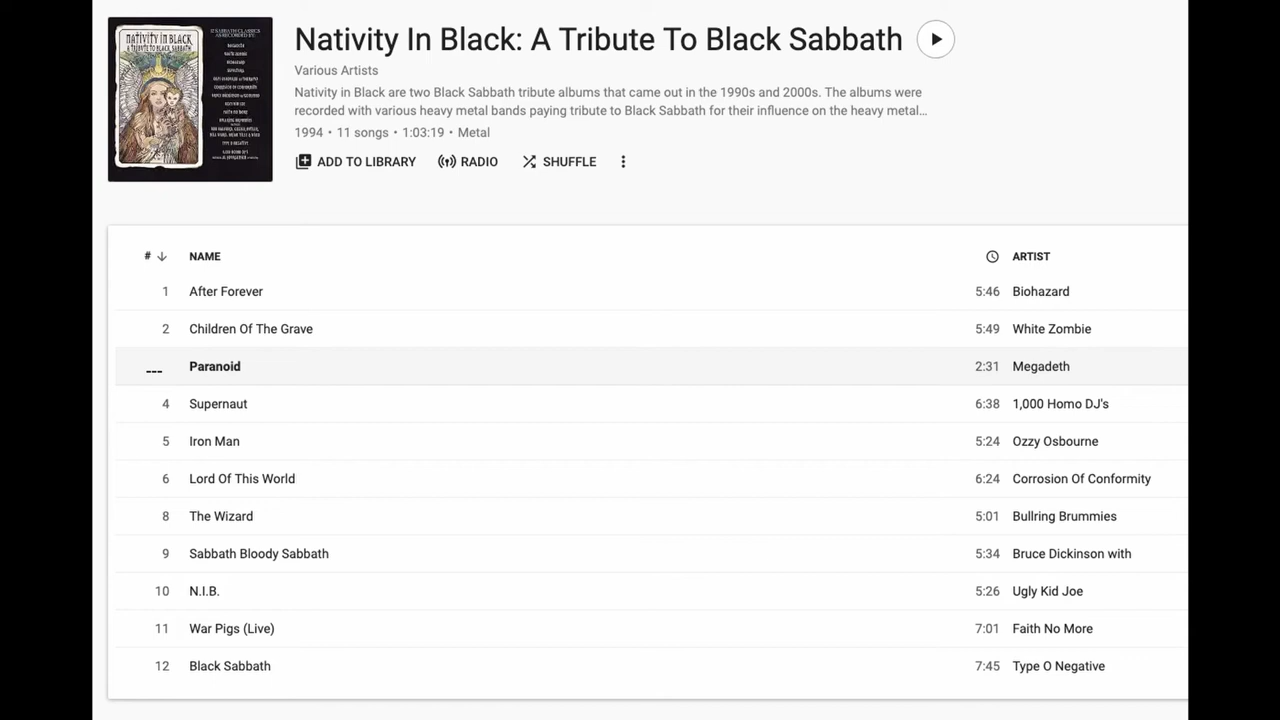 NATIVITY IN BLACK
A TRIBUTE TO BLACK SABBATH
Nativity In Black: A Tribute To Black Sabbath
Various Artists
Nativity in Black are two Black Sabbath tribute albums that came out in the 1990s and 2000s. The albums were
recorded with various heavy metal bands paying tribute to Black Sabbath for their influence on the heavy metal…
1994 • 11 songs • 1:03:19 • Metal
ADD TO LIBRARY RADIO SHUFFLE
# NAME ARTIST
1 After Forever 5:46 Biohazard
2 Children Of The Grave 5:49 White Zombie
Paranoid 2:31 Megadeth
4 Supernaut 6:38 1,000 Homo DJ's
5 Iron Man 5:24 Ozzy Osbourne
6 Lord Of This World 6:24 Corrosion Of Conformity
8 The Wizard 5:01 Bullring Brummies
9 Sabbath Bloody Sabbath 5:34 Bruce Dickinson with
10 N.I.B. 5:26 Ugly Kid Joe
11 War Pigs (Live) 7:01 Faith No More
12 Black Sabbath 7:45 Type O Negative